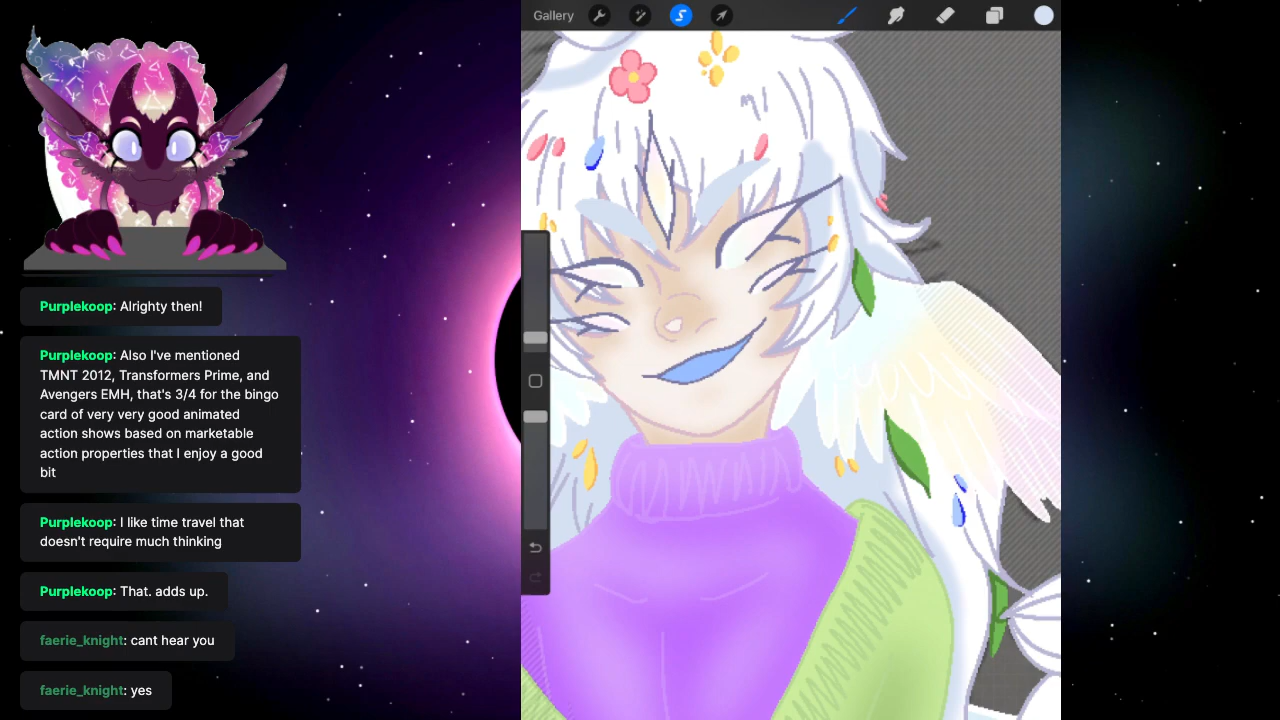 Gallery
Purplekoop: Alrighty then!
Purplekoop: Also I've mentioned
TMNT 2012, Transformers Prime, and
Avengers EMH, that's 3/4 for the bingo
card of very very good animated
action shows based on marketable
action properties that I enjoy a good
bit
Purplekoop: I like time travel that
doesn't require much thinking
Purplekoop: That. adds up.
faerie_knight: cant hear you
faerie_knight: yes